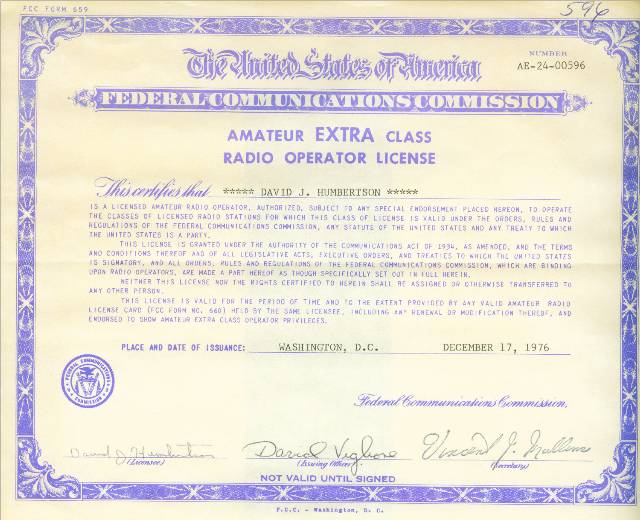 FCC FORM 659
596
The United States of America
NUMBER
AE-24-00596
FEDERAL COMMUNICATIONS COMMISSION
AMATEUR EXTRA CLASS
RADIO OPERATOR LICENSE
This certifies that ***** DAVID J. HUMBERTSON *****
IS A LICENSED AMATEUR RADIO OPERATOR, AUTHORIZED, SUBJECT TO ANY SPECIAL ENDORSEMENT PLACED HEREON, TO OPERATE
THE CLASSES OF LICENSED RADIO STATIONS FOR WHICH THIS CLASS OF LICENSE IS VALID UNDER THE ORDERS, RULES AND
REGULATIONS OF THE FEDERAL COMMUNICATIONS COMMISSION, ANY STATUTE OF THE UNITED STATES AND ANY TREATY TO WHICH
THE UNITED STATES IS A PARTY.
THIS LICENSE IS GRANTED UNDER THE AUTHORITY OF THE COMMUNICATIONS ACT OF 1934, AS AMENDED, AND THE TERMS
AND CONDITIONS THEREOF AND OF ALL LEGISLATIVE ACTS, EXECUTIVE ORDERS, AND TREATIES TO WHICH THE UNITED STATES
IS SIGNATORY, AND ALL ORDERS, RULES AND REGULATIONS OF THE FEDERAL COMMUNICATIONS COMMISSION, WHICH ARE BINDING
UPON RADIO OPERATORS, ARE MADE A PART HEREOF AS THOUGH SPECIFICALLY SET OUT IN FULL HEREIN.
NEITHER THIS LICENSE NOR THE RIGHTS CERTIFIED TO HEREIN SHALL BE ASSIGNED OR OTHERWISE TRANSFERRED TO
ANY OTHER PERSON.
THIS LICENSE IS VALID FOR THE PERIOD OF TIME AND TO THE EXTENT PROVIDED BY ANY VALID AMATEUR RADIO
LICENSE CARD (FCC FORM NO. 660) HELD BY THE SAME LICENSEE, INCLUDING ANY RENEWAL OR MODIFICATION THEREOF, AND
ENDORSED TO SHOW AMATEUR EXTRA CLASS OPERATOR PRIVILEGES.
PLACE AND DATE OF ISSUANCE: WASHINGTON, D.C. DECEMBER 17, 1976
FEDERAL COMMUNICATIONS COMMISSION
Federal Communications Commission,
David J Humbertson David Viglione Vincent J. Mullins
(Licensee) (Issuing Officer) (Secretary)
NOT VALID UNTIL SIGNED
F.C.C. - Washington, D. C.